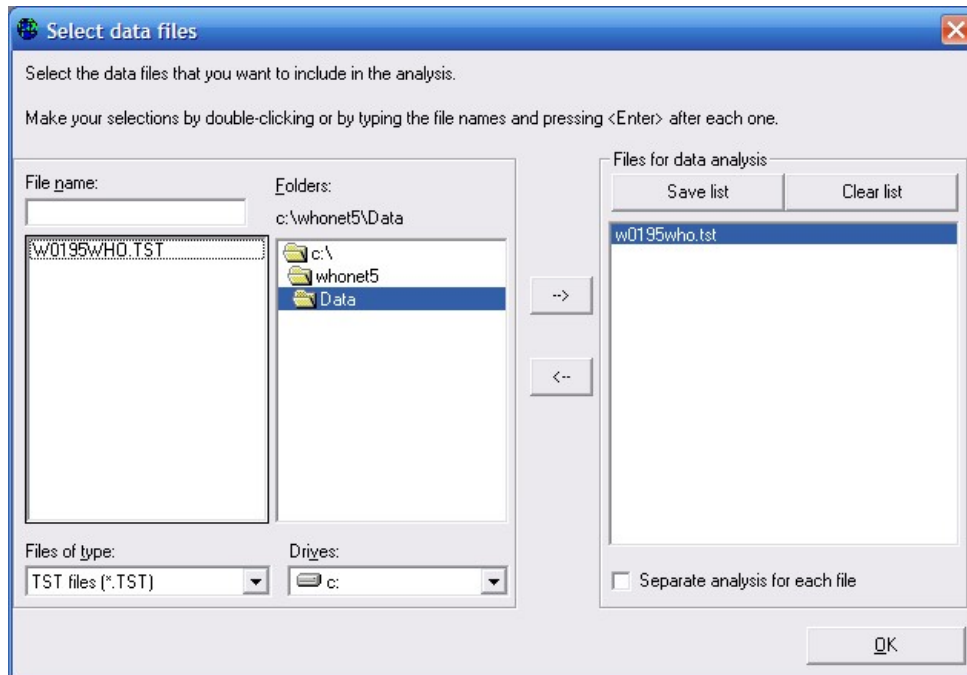 Select data files
Select the data files that you want to include in the analysis.
Make your selections by double-clicking or by typing the file names and pressing <Enter> after each one.
File name:
W0195WHO.TST
Files of type:
TST files (*.TST)
Folders:
c:\whonet5\Data
c:\
whonet5
Data
Drives:
c:
-->
<--
Files for data analysis
Save list
Clear list
w0195who.tst
Separate analysis for each file
OK